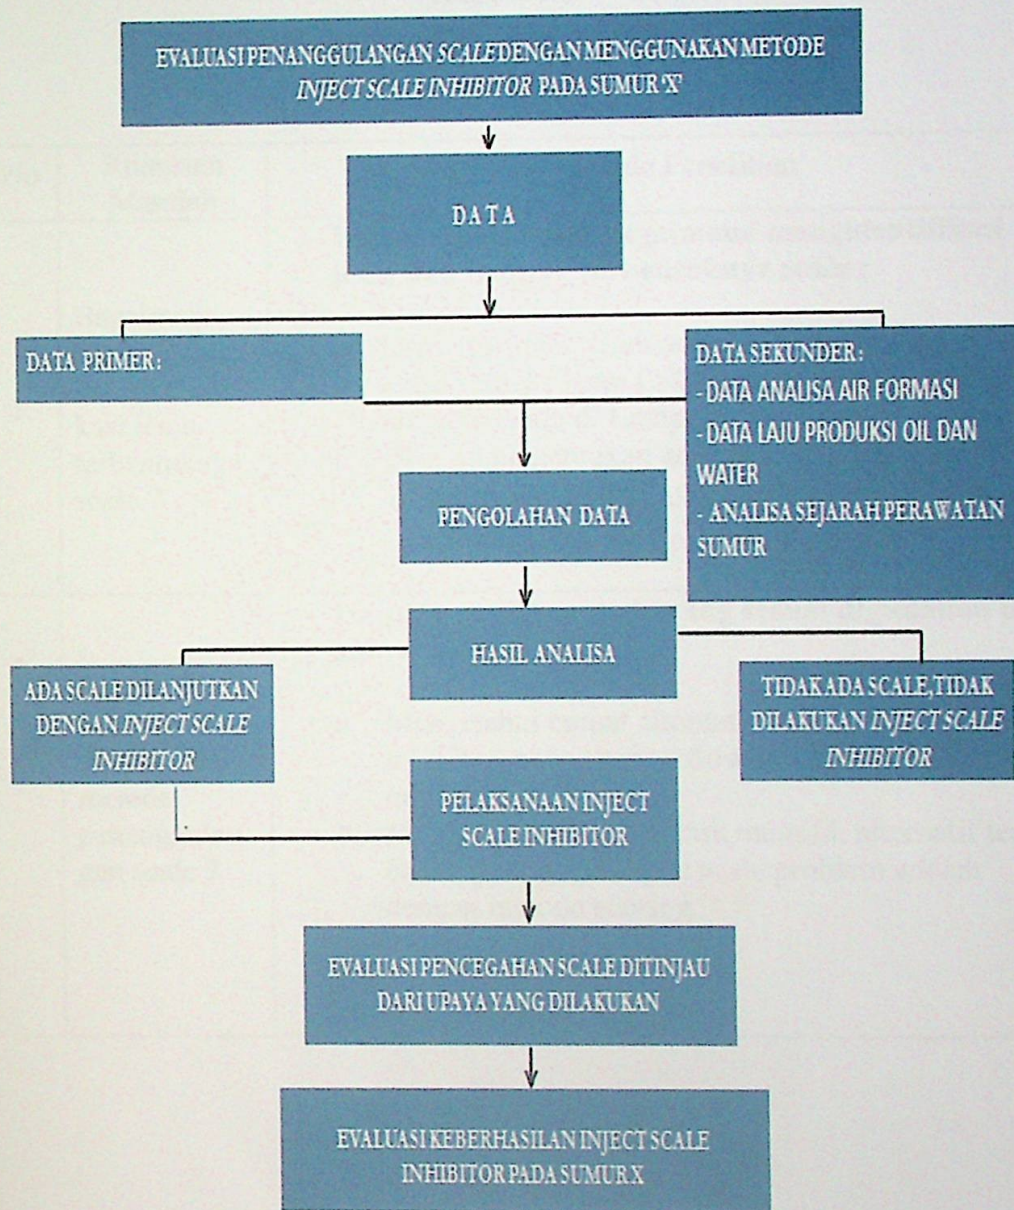 EVALUASI PENANGGULANGAN SCALE DENGAN MENGGUNAKAN METODE
INJECT SCALE INHIBITOR PADA SUMUR 'X'
DATA
DATA PRIMER:
DATA SEKUNDER:
- DATA ANALISA AIR FORMASI
- DATA LAJU PRODUKSI OIL DAN
WATER
- ANALISA SEJARAH PERAWATAN
SUMUR
PENGOLAHAN DATA
HASIL ANALISA
ADA SCALE DILANJUTKAN
DENGAN INJECT SCALE
INHIBITOR
TIDAK ADA SCALE,TIDAK
DILAKUKAN INJECT SCALE
INHIBITOR
PELAKSANAAN INJECT
SCALE INHIBITOR
EVALUASI PENCEGAHAN SCALE DITINJAU
DARI UPAYA YANG DILAKUKAN
EVALUASI KEBERHASILAN INJECT SCALE
INHIBITOR PADA SUMUR X